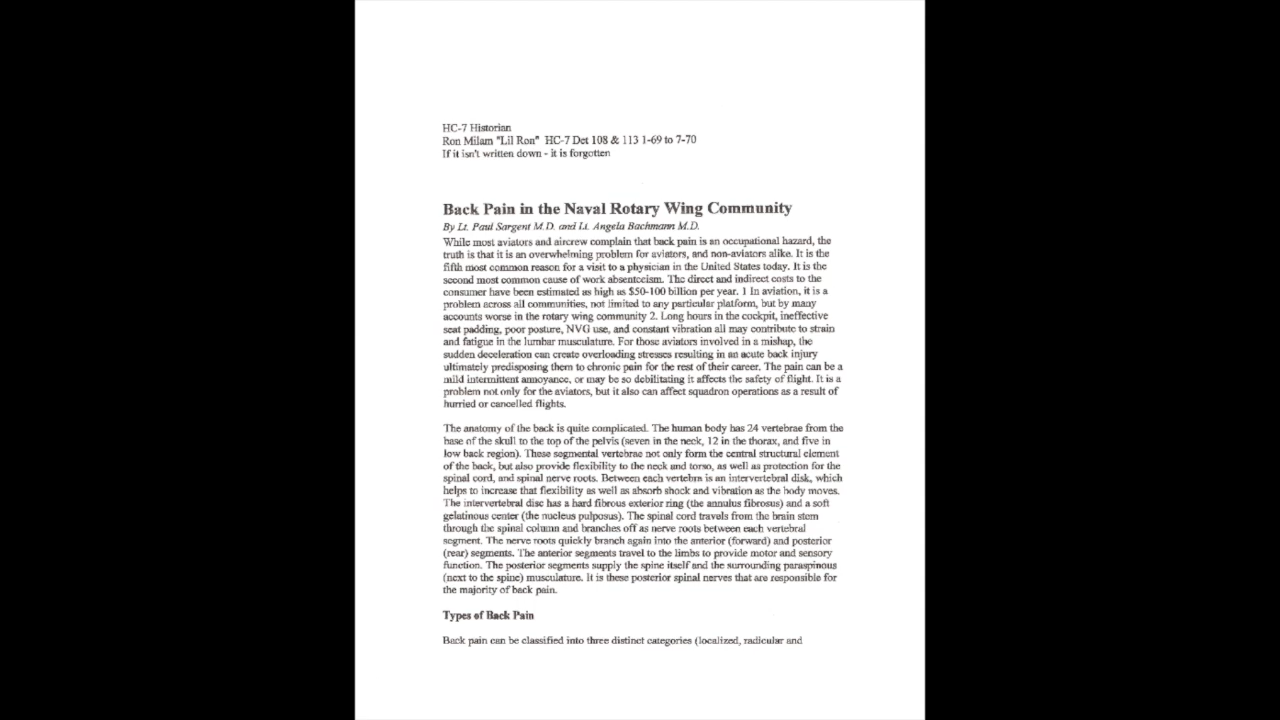 HC-7 Historian
Ron Milam "Lil Ron" HC-7 Det 108 & 113 1-69 to 7-70
If it isn't written down - it is forgotten
Back Pain in the Naval Rotary Wing Community
By Lt. Paul Sargent M.D. and Lt. Angela Bachmann M.D.
While most aviators and aircrew complain that back pain is an occupational hazard, the
truth is that it is an overwhelming problem for aviators, and non-aviators alike. It is the
fifth most common reason for a visit to a physician in the United States today. It is the
second most common cause of work absenteeism. The direct and indirect costs to the
consumer have been estimated as high as $50-100 billion per year. 1 In aviation, it is a
problem across all communities, not limited to any particular platform, but by many
accounts worse in the rotary wing community 2. Long hours in the cockpit, ineffective
seat padding, poor posture, NVG use, and constant vibration all may contribute to strain
and fatigue in the lumbar musculature. For those aviators involved in a mishap, the
sudden deceleration can create overloading stresses resulting in an acute back injury
ultimately predisposing them to chronic pain for the rest of their career. The pain can be a
mild intermittent annoyance, or may be so debilitating it affects the safety of flight. It is a
problem not only for the aviators, but it also can affect squadron operations as a result of
hurried or cancelled flights.
The anatomy of the back is quite complicated. The human body has 24 vertebrae from the
base of the skull to the top of the pelvis (seven in the neck, 12 in the thorax, and five in
low back region). These segmental vertebrae not only form the central structural element
of the back, but also provide flexibility to the neck and torso, as well as protection for the
spinal cord, and spinal nerve roots. Between each vertebra is an intervertebral disk, which
helps to increase that flexibility as well as absorb shock and vibration as the body moves.
The intervertebral disc has a hard fibrous exterior ring (the annulus fibrosus) and a soft
gelatinous center (the nucleus pulposus). The spinal cord travels from the brain stem
through the spinal column and branches off as nerve roots between each vertebral
segment. The nerve roots quickly branch again into the anterior (forward) and posterior
(rear) segments. The anterior segments travel to the limbs to provide motor and sensory
function. The posterior segments supply the spine itself and the surrounding paraspinous
(next to the spine) musculature. It is these posterior spinal nerves that are responsible for
the majority of back pain.
Types of Back Pain
Back pain can be classified into three distinct categories (localized, radicular and